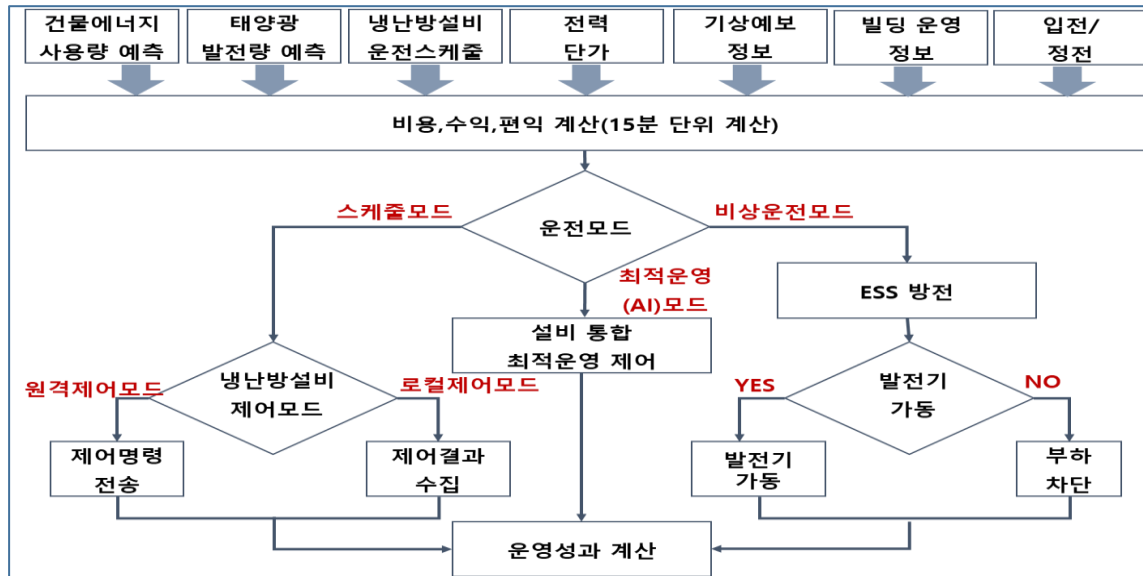 건물에너지
사용량 예측
태양광
발전량 예측
냉난방설비
운전스케줄
전력
단가
기상예보
정보
빌딩 운영
정보
입전/
정전
비용,수익,편익 계산(15분 단위 계산)
스케줄모드
비상운전모드
운전모드
최적운영
(AI)모드
ESS 방전
설비 통합
최적운영 제어
원격제어모드
냉난방설비
제어모드
로컬제어모드
YES
발전기
가동
NO
제어명령
전송
제어결과
수집
발전기
가동
부하
차단
운영성과 계산